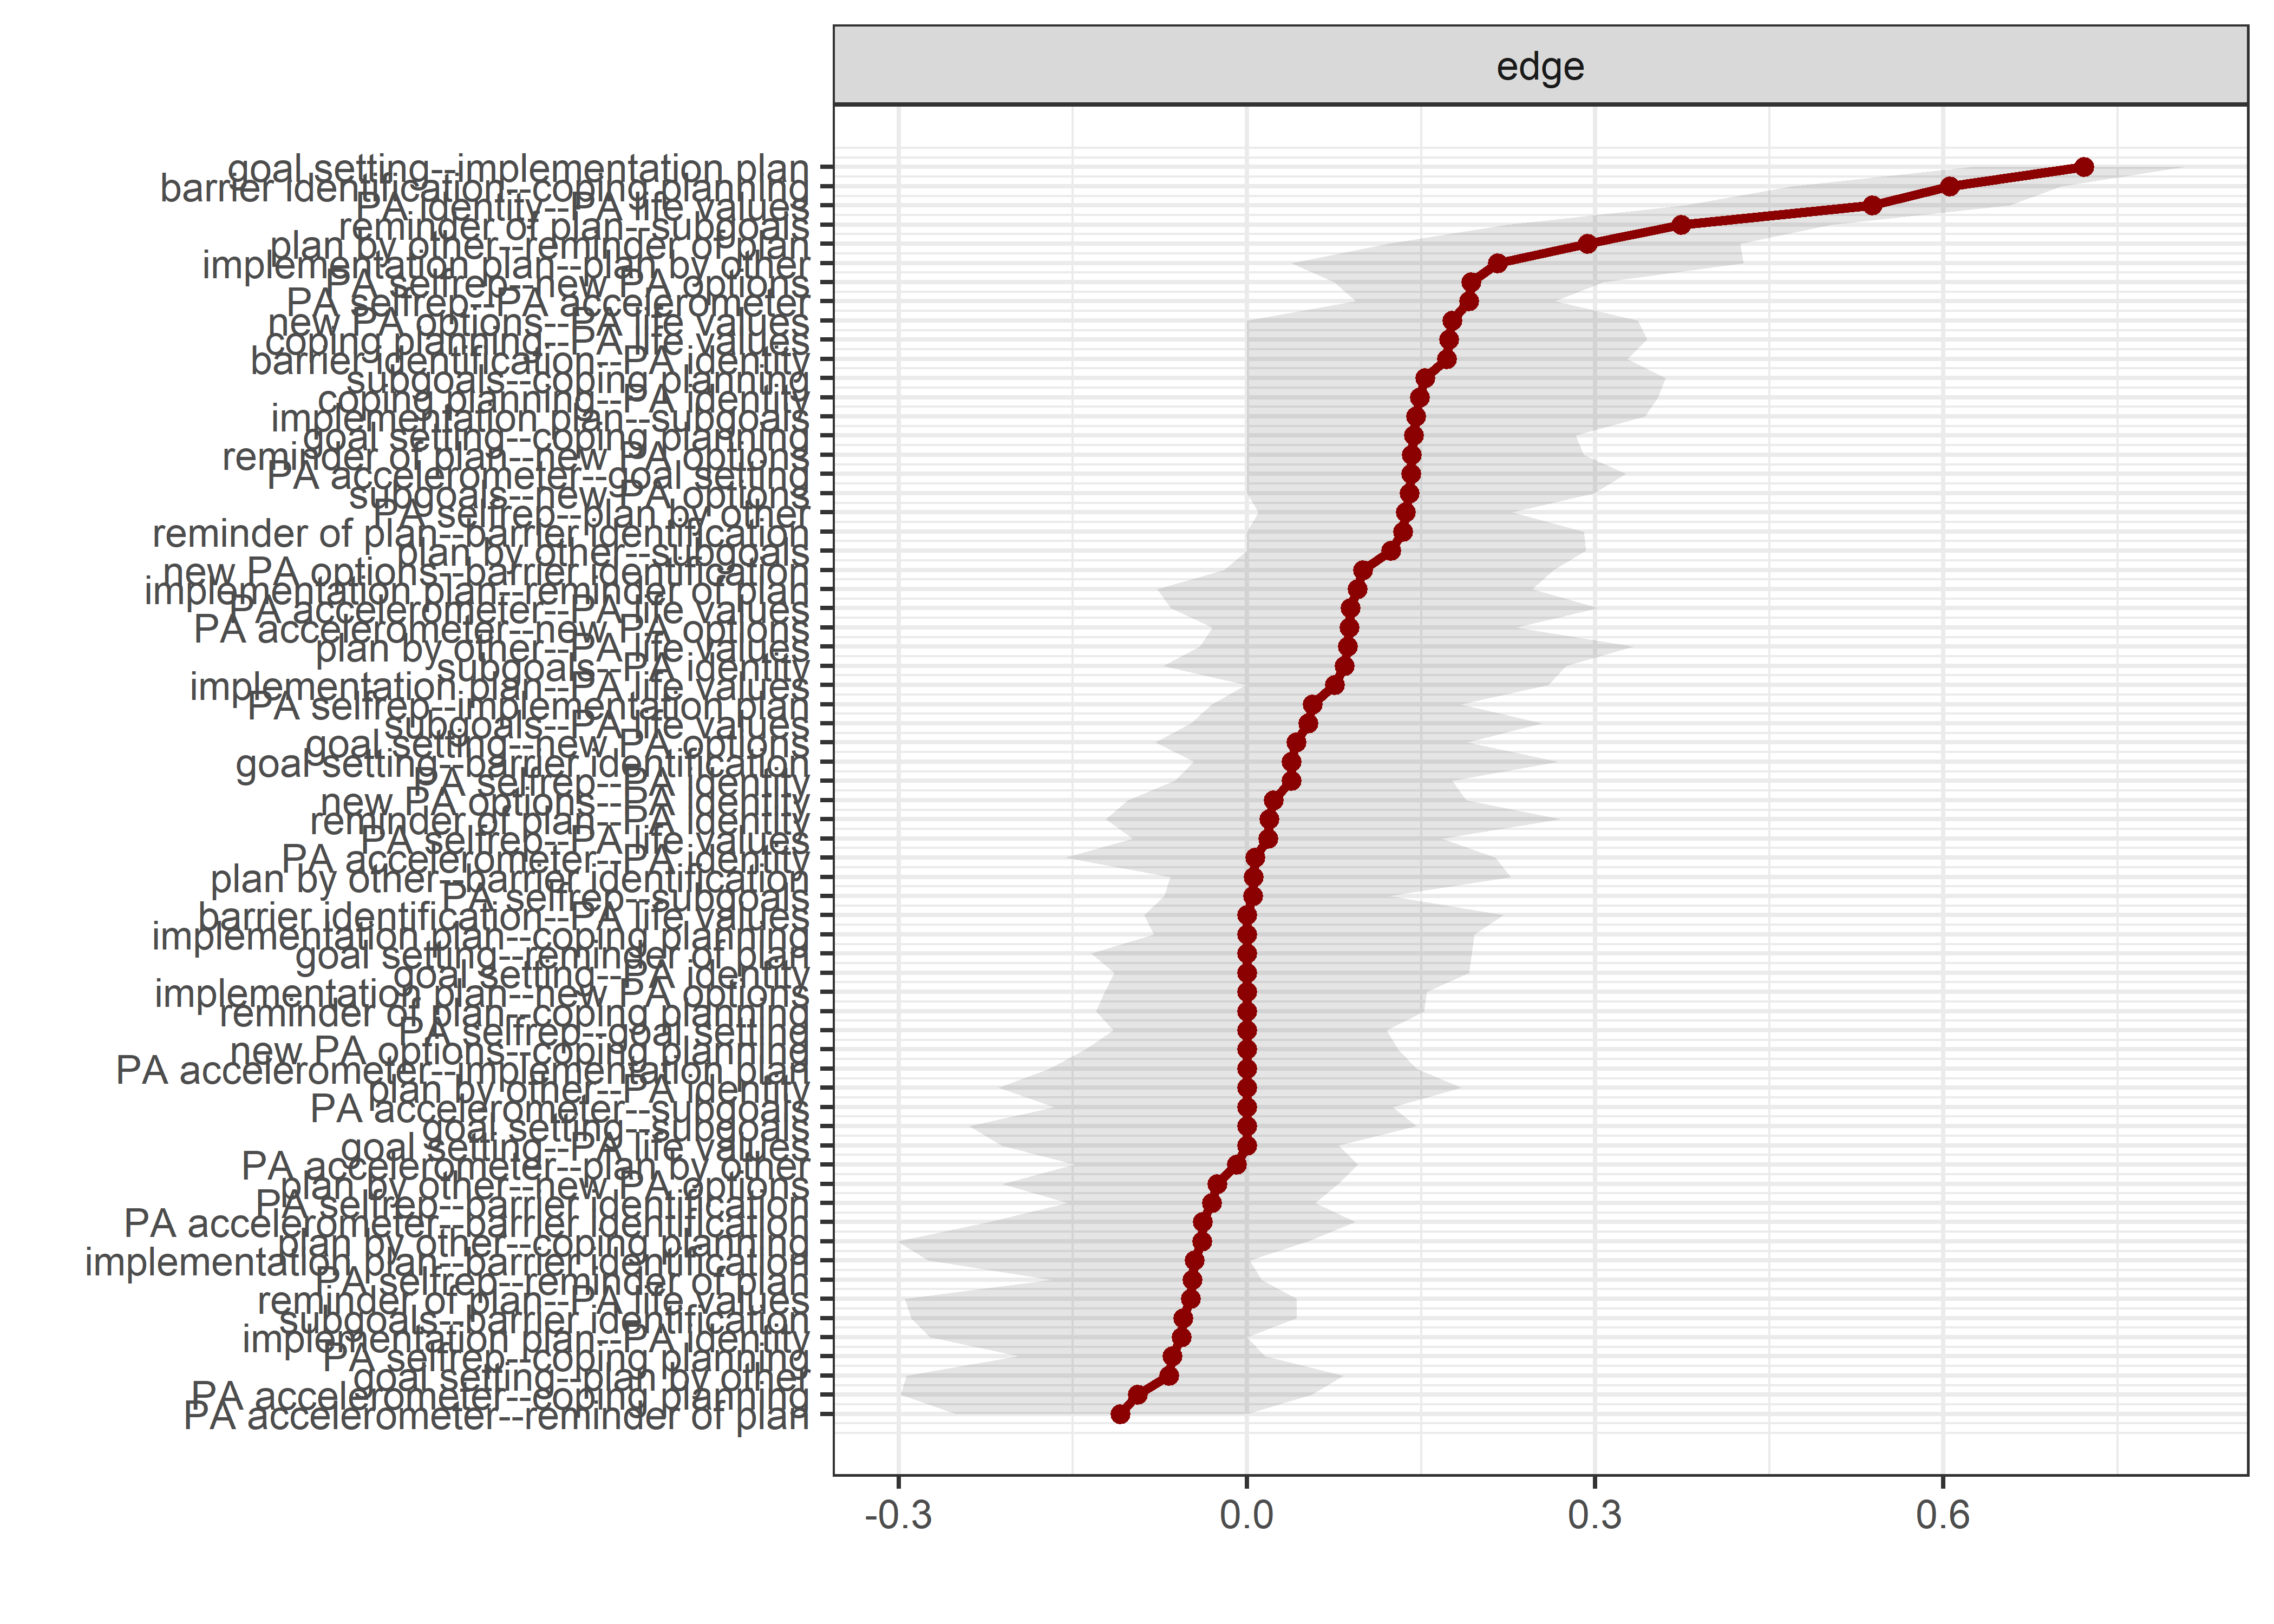 edge
goal setting--implementation plan
barrier identification--coping planning
PA identity--PA life values
reminder of plan--subgoals
plan by other--reminder of plan
implementation plan--plan by other
PA selfrep--new PA options
PA selfrep--PA accelerometer
new PA options--PA life values
coping planning--PA life values
barrier identification--PA identity
subgoals--coping planning
coping planning--PA identity
implementation plan--subgoals
goal setting--coping planning
reminder of plan--new PA options
PA accelerometer--goal setting
subgoals--new PA options
PA selfrep--plan by other
reminder of plan--barrier identification
plan by other--subgoals
new PA options--barrier identification
implementation plan--reminder of plan
PA accelerometer--PA life values
PA accelerometer--new PA options
plan by other--PA life values
subgoals--PA identity
implementation plan--PA life values
PA selfrep--implementation plan
subgoals--PA life values
goal setting--new PA options
goal setting--barrier identification
PA selfrep--PA identity
new PA options--PA identity
reminder of plan--PA identity
PA selfrep--PA life values
PA accelerometer--PA identity
plan by other--barrier identification
PA selfrep--subgoals
barrier identification--PA life values
implementation plan--coping planning
goal setting--reminder of plan
goal setting--PA identity
implementation plan--new PA options
reminder of plan--coping planning
PA selfrep--goal setting
new PA options--coping planning
PA accelerometer--implementation plan
plan by other--PA identity
PA accelerometer--subgoals
goal setting--subgoals
goal setting--PA life values
PA accelerometer--plan by other
plan by other--new PA options
PA selfrep--barrier identification
PA accelerometer--barrier identification
plan by other--coping planning
implementation plan--barrier identification
PA selfrep--reminder of plan
reminder of plan--PA life values
subgoals--barrier identification
implementation plan--PA identity
PA selfrep--coping planning
goal setting--plan by other
PA accelerometer--coping planning
PA accelerometer--reminder of plan
-0.3 0.0 0.3 0.6